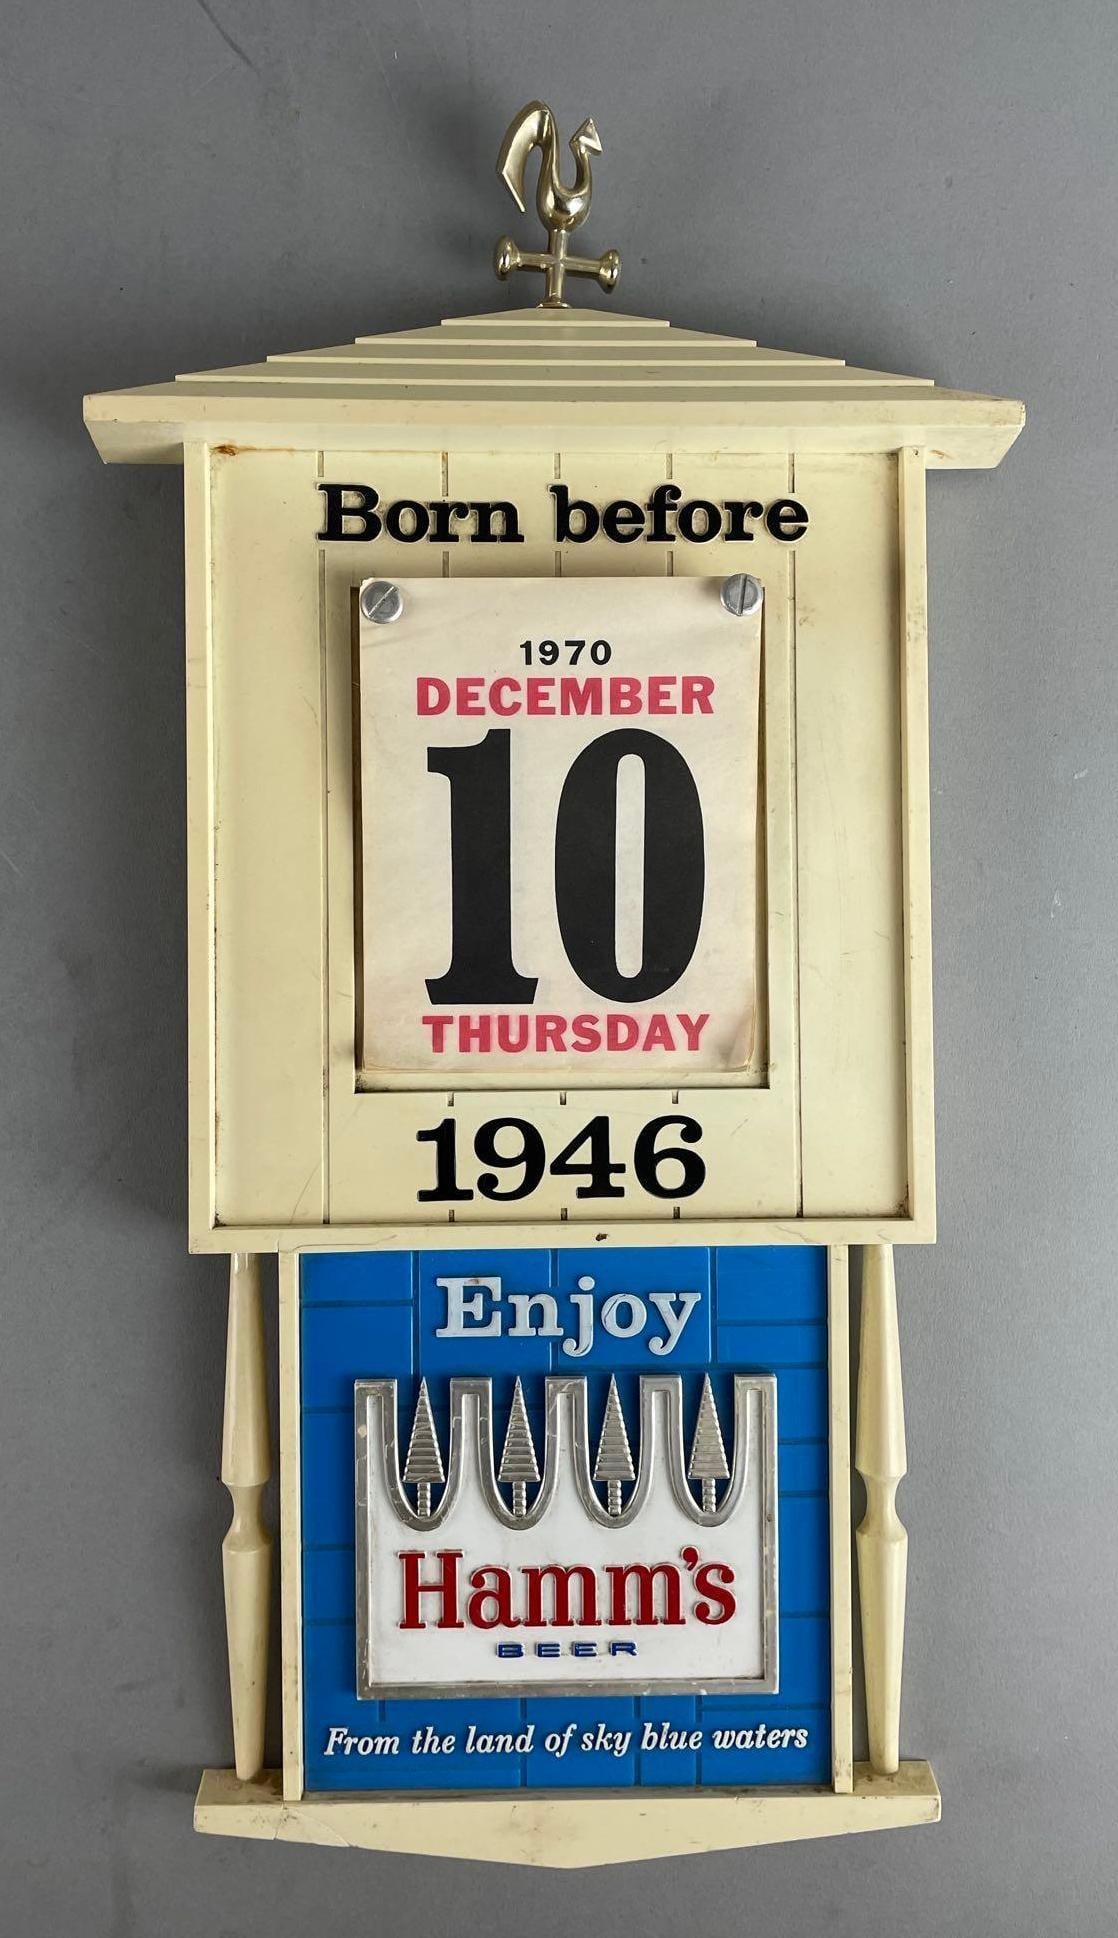 Born before
1970
DECEMBER
10
THURSDAY
1946
Enjoy
Hamm's
BEER
From the land of sky blue waters